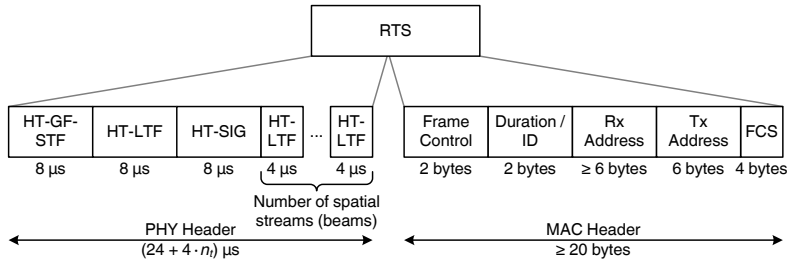 RTS
HT-GF-
STF
HT-LTF
HT-SIG
HT-
LTF
...
HT-
LTF
Frame
Control
Duration /
ID
Rx
Address
Tx
Address
FCS
8 µs
8 µs
8 µs
4 µs
4 µs
2 bytes
2 bytes
≥ 6 bytes
6 bytes
4 bytes
Number of spatial
streams (beams)
PHY Header
(24 + 4 · nₜ) µs
MAC Header
≥ 20 bytes